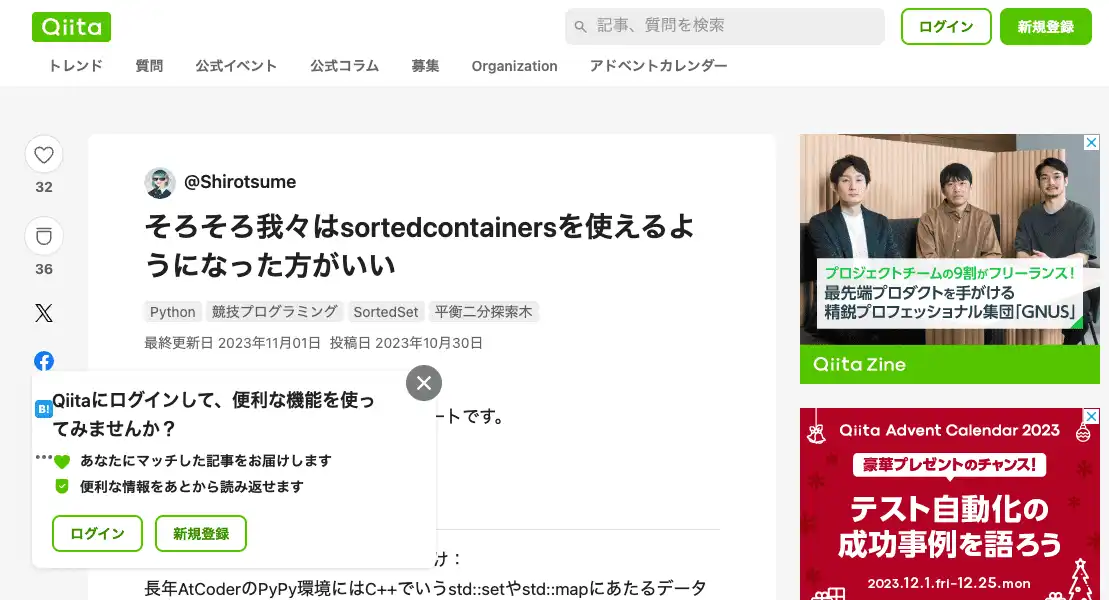 Qiita
記事、質問を検索
ログイン
新規登録
トレンド 質問 公式イベント 公式コラム 募集 Organization アドベントカレンダー
32
36
@Shirotsume
そろそろ我々はsortedcontainersを使えるよ
うになった方がいい
Python 競技プログラミング SortedSet 平衡二分探索木
最終更新日 2023年11月01日 投稿日 2023年10月30日
ートです。
B!
Qiitaにログインして、便利な機能を使っ
てみませんか？
あなたにマッチした記事をお届けします
便利な情報をあとから読み返せます
ログイン 新規登録
け：
長年AtCoderのPyPy環境にはC++でいうstd::setやstd::mapにあたるデータ
プロジェクトチームの9割がフリーランス！
最先端プロダクトを手がける
精鋭プロフェッショナル集団「GNUS」
Qiita Zine
Qiita Advent Calendar 2023
豪華プレゼントのチャンス！
テスト自動化の
成功事例を語ろう
2023.12.1.fri-12.25.mon